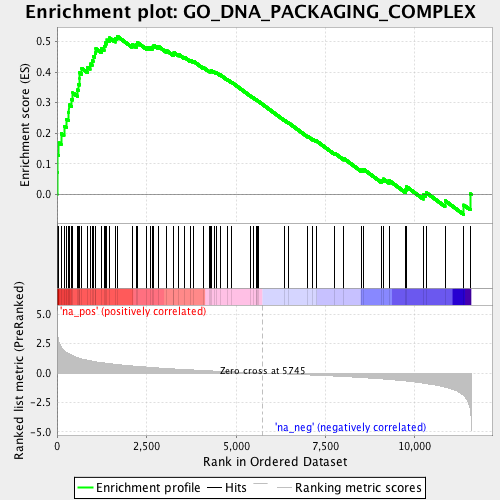 Enrichment plot: GO_DNA_PACKAGING_COMPLEX
Enrichment score (ES)
0.5
0.4
0.3
0.2
0.1
0.0
'na_pos' (positively correlated)
Ranked list metric (PreRanked)
5.0
2.5
0.0
-2.5
-5.0
Zero cross at 5745
'na_neg' (negatively correlated)
0
2,500
5,000
7,500
10,000
Rank in Ordered Dataset
Enrichment profile
Hits
Ranking metric scores